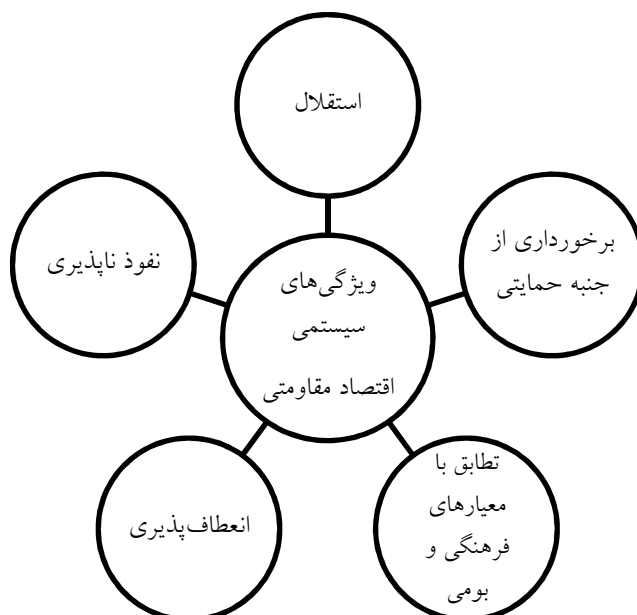 استقلال
برخورداری از
جنبه حمایتی
نفوذ ناپذیری
ویژگی‌های
سیستمی
اقتصاد مقاومتی
تطابق با
معیارهای
فرهنگی و
بومی
انعطاف‌پذیری